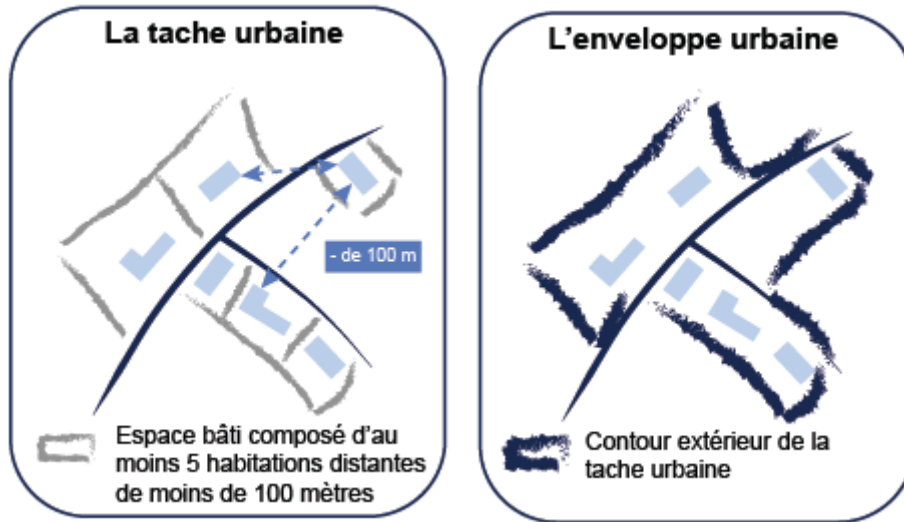 La tache urbaine
- de 100 m
Espace bâti composé d'au
moins 5 habitations distantes
de moins de 100 mètres
L'enveloppe urbaine
Contour extérieur de la
tache urbaine